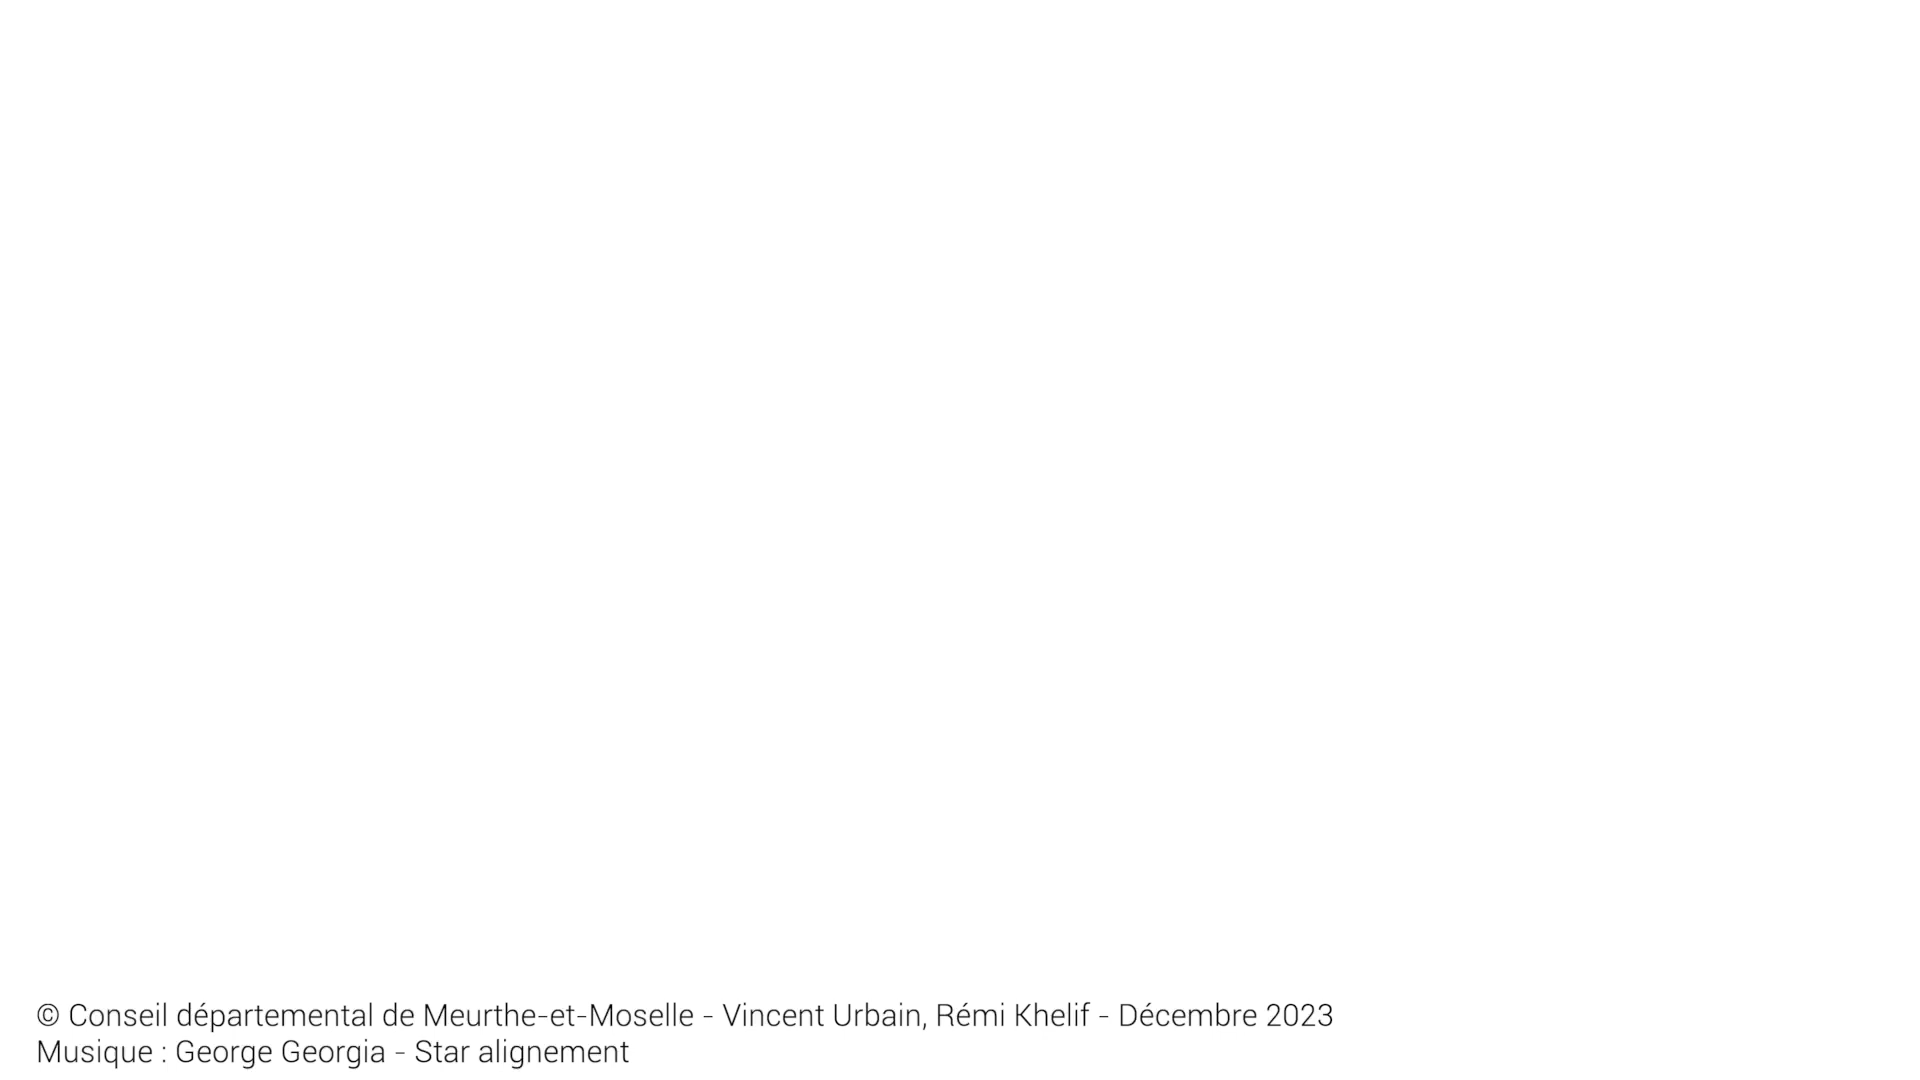 © Conseil départemental de Meurthe-et-Moselle - Vincent Urbain, Rémi Khelif - Décembre 2023
Musique : George Georgia - Star alignement